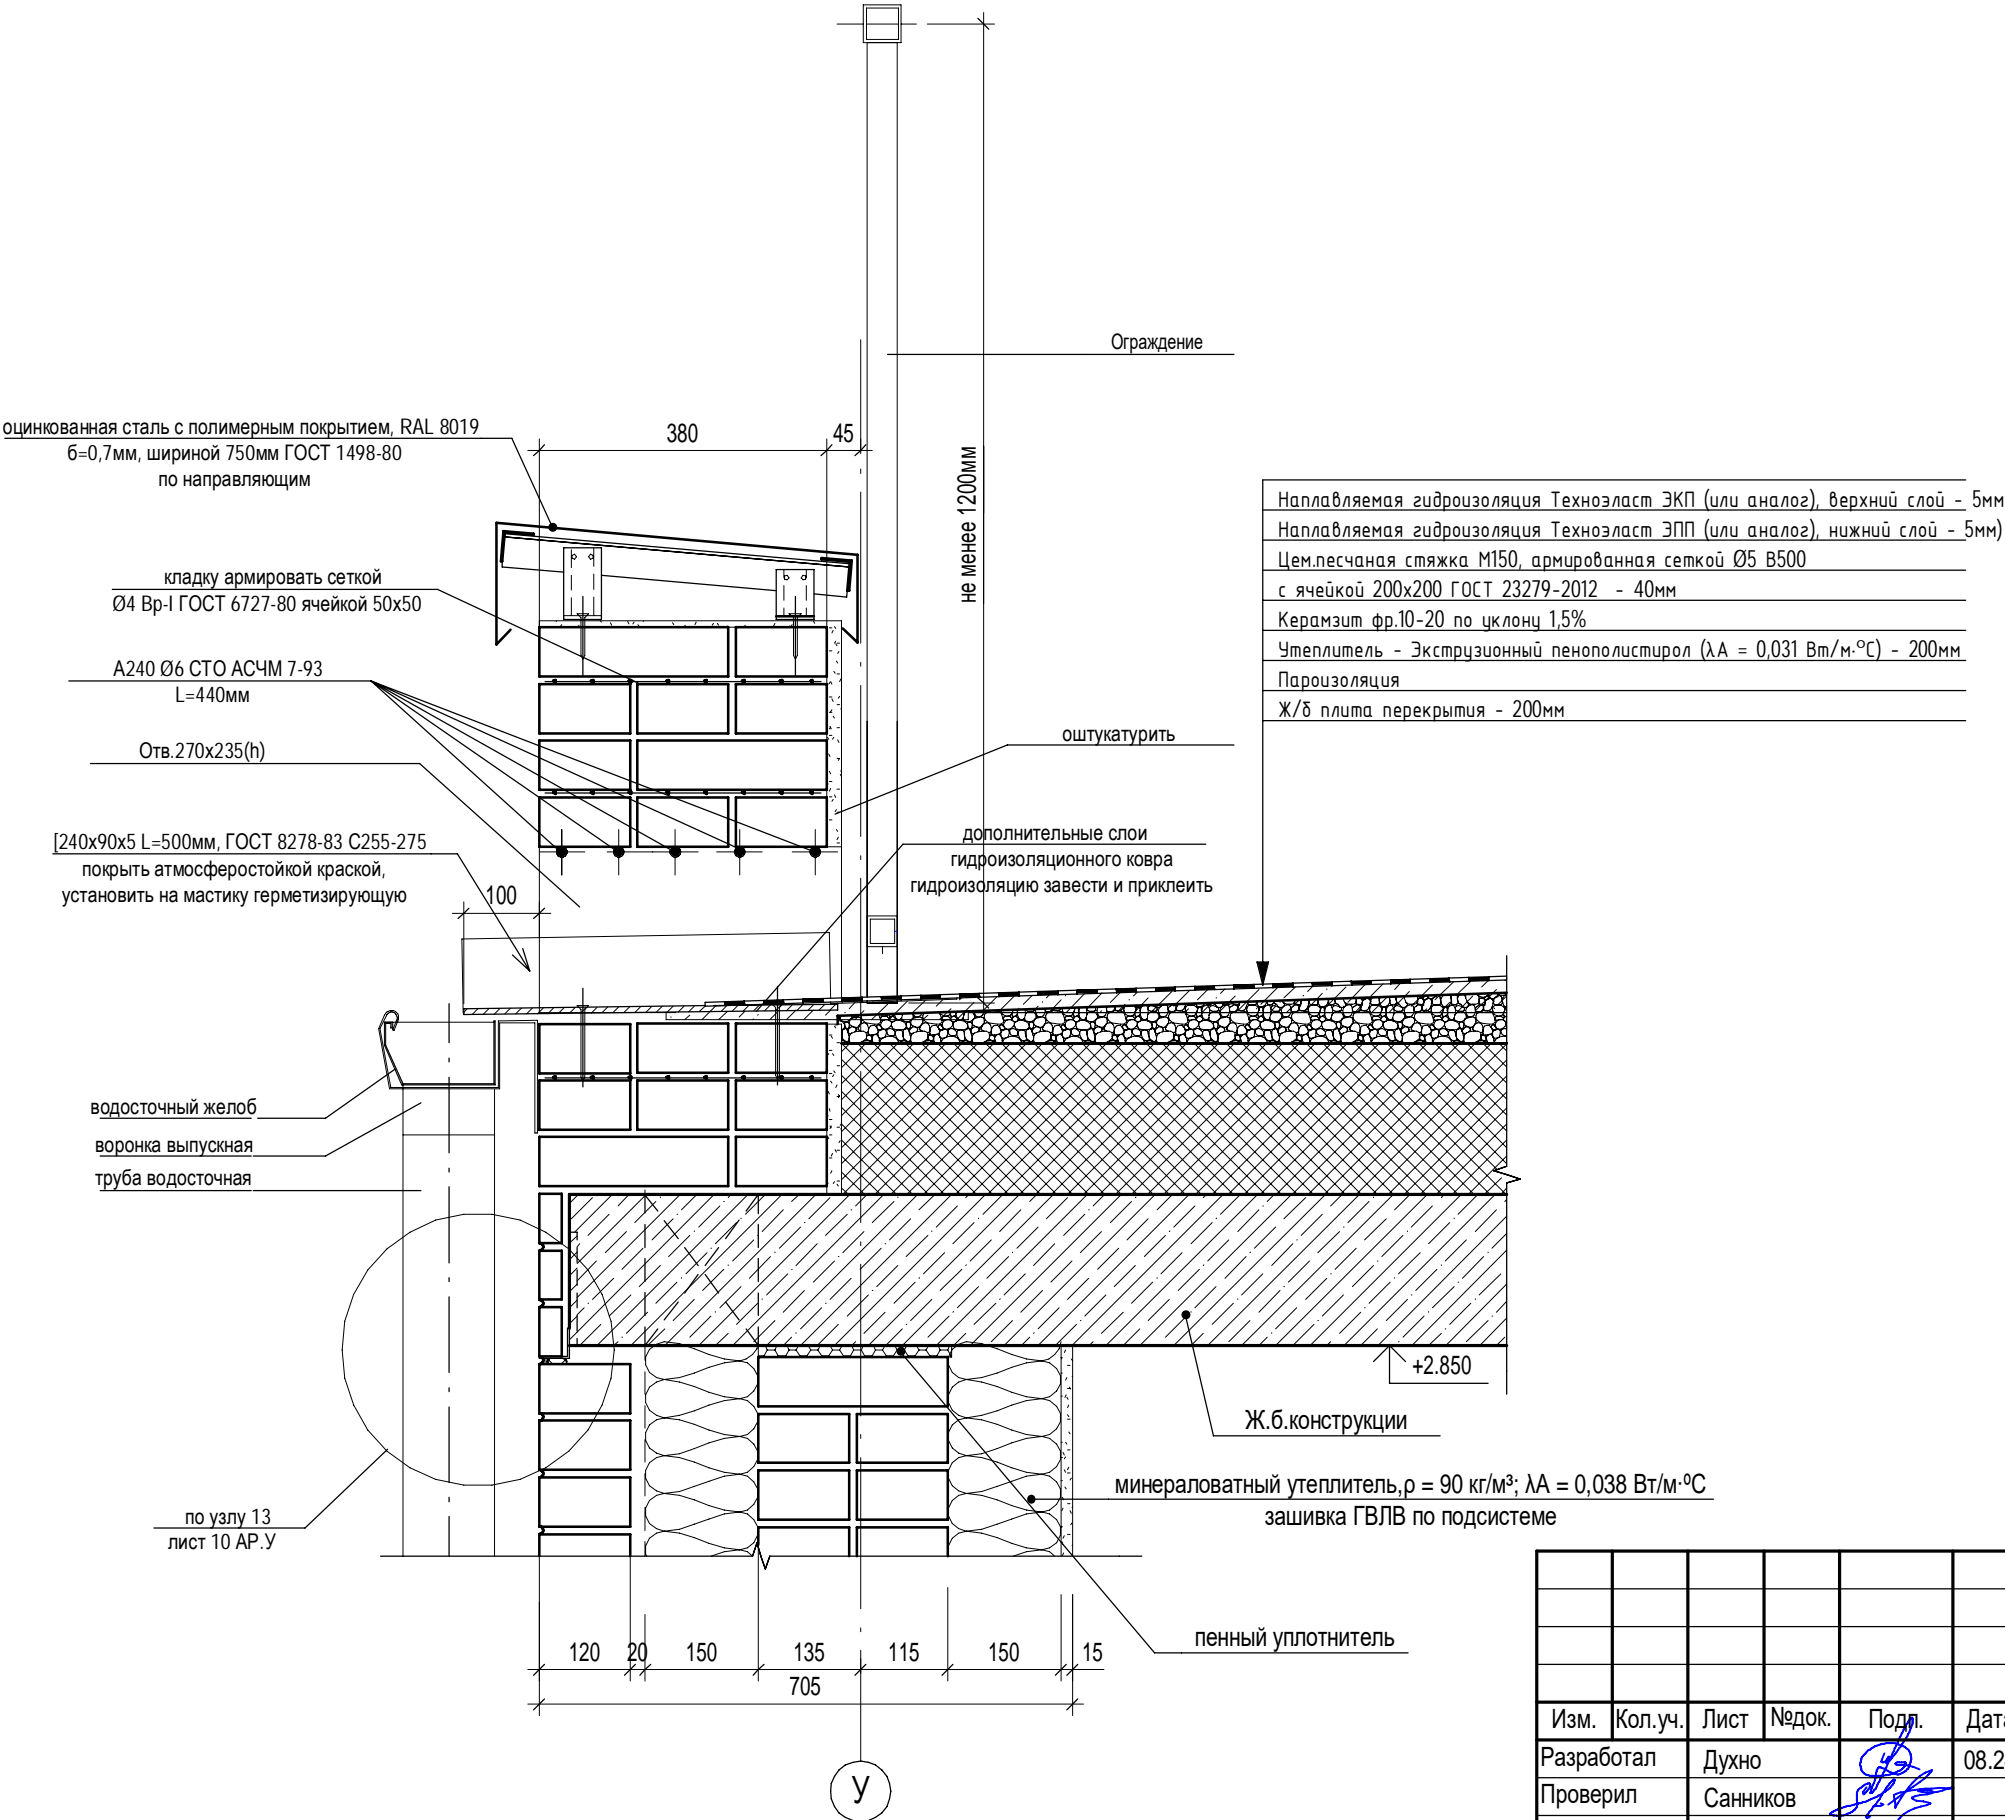 Ограждение
оцинкованная сталь с полимерным покрытием, RAL 8019
б=0,7мм, шириной 750мм ГОСТ 1498-80
по направляющим
380
45
не менее 1200мм
Наплавляемая гидроизоляция Техноэласт ЭКП (или аналог), верхний слой - 5мм
Наплавляемая гидроизоляция Техноэласт ЭПП (или аналог), нижний слой - 5мм)
Цем.песчаная стяжка М150, армированная сеткой Ø5 В500
с ячейкой 200х200 ГОСТ 23279-2012 - 40мм
Керамзит фр.10-20 по уклону 1,5%
Утеплитель - Экструзионный пенополистирол (λА = 0,031 Вт/м·⁰С) - 200мм
Пароизоляция
Ж/б плита перекрытия - 200мм
кладку армировать сеткой
Ø4 Вр-I ГОСТ 6727-80 ячейкой 50х50
А240 Ø6 СТО АСЧМ 7-93
L=440мм
Отв.270х235(h)
оштукатурить
[240х90х5 L=500мм, ГОСТ 8278-83 С255-275
покрыть атмосферостойкой краской,
установить на мастику герметизирующую
100
дополнительные слои
гидроизоляционного ковра
гидроизоляцию завести и приклеить
водосточный желоб
воронка выпускная
труба водосточная
+2.850
Ж.б.конструкции
минераловатный утеплитель,ρ = 90 кг/м³; λА = 0,038 Вт/м·⁰С
зашивка ГВЛВ по подсистеме
по узлу 13
лист 10 АР.У
пенный уплотнитель
120 20 150 135 115 150 15
705
У
Изм. Кол.уч. Лист №док. Подп. Дата
Разработал Духно 08.2
Проверил Санников